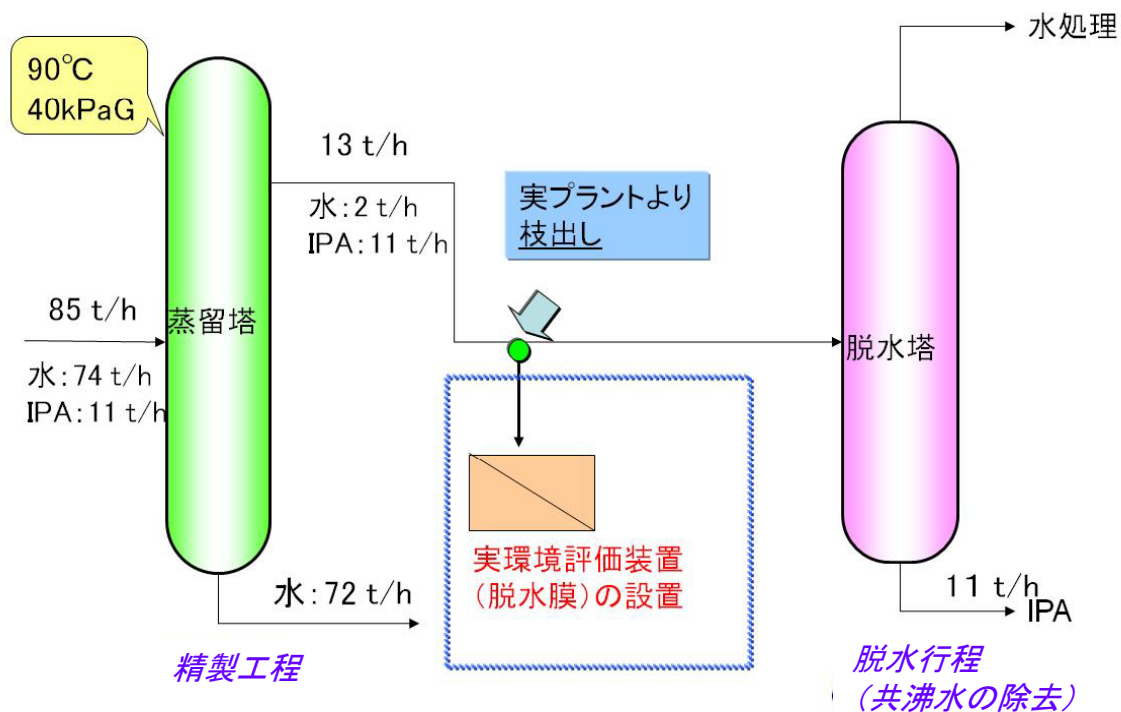 水処理
90℃
40kPaG
13 t/h
水:2 t/h
IPA:11 t/h
実プラントより
枝出し
85 t/h
蒸留塔
脱水塔
水:74 t/h
IPA:11 t/h
実環境評価装置
(脱水膜)の設置
水:72 t/h
11 t/h
IPA
精製工程
脱水行程
(共沸水の除去)